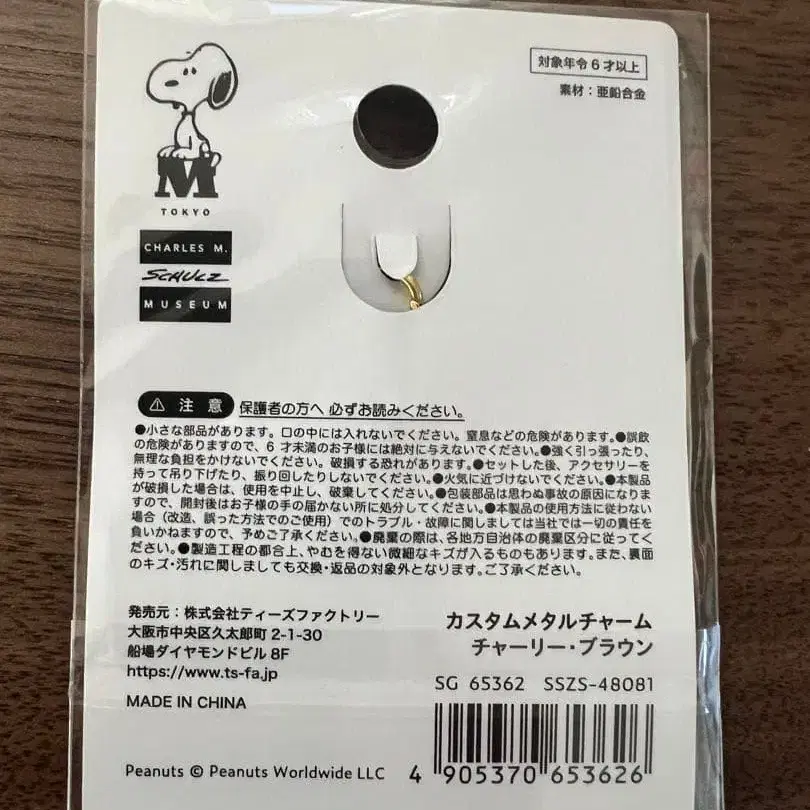 対象年令6才以上
素材：亜鉛合金
M
TOKYO
CHARLES M.
SCHULZ
MUSEUM
⚠ 注意 保護者の方へ 必ずお読みください。
●小さな部品があります。口の中には入れないでください。窒息などの危険があります。●誤飲
の危険がありますので、6才未満のお子様には絶対に与えないでください。●強く引っ張ったり、
無理な負担をかけないでください。破損する恐れがあります。●セットした後、アクセサリーを
持って吊り下げたり、振り回したりしないでください。●火気に近づけないでください。●本製品
が破損した場合は、使用を中止し、破棄してください。●包装部品は思わぬ事故の原因になりま
すので、開封後はお子様の手の届かない所に処分してください。●本製品の使用方法に従わない
場合（改造、誤った方法でのご使用）でのトラブル・故障に関しましては当社では一切の責任を
負いかねますので、予めご了承ください。●廃棄の際は、各地方自治体の廃棄区分に従ってく
ださい。●製造工程の都合上、やむを得ない微細なキズが入るものもあります。また、裏面
のキズ・汚れに関しましても交換・返品の対象外となります。ご了承ください。
発売元：株式会社ティーズファクトリー
大阪市中央区久太郎町2-1-30
船場ダイヤモンドビル 8F
https://www.ts-fa.jp
MADE IN CHINA
カスタムメタルチャーム
チャーリー・ブラウン
SG 65362 SSZS-48081
Peanuts © Peanuts Worldwide LLC
4 905370 653626